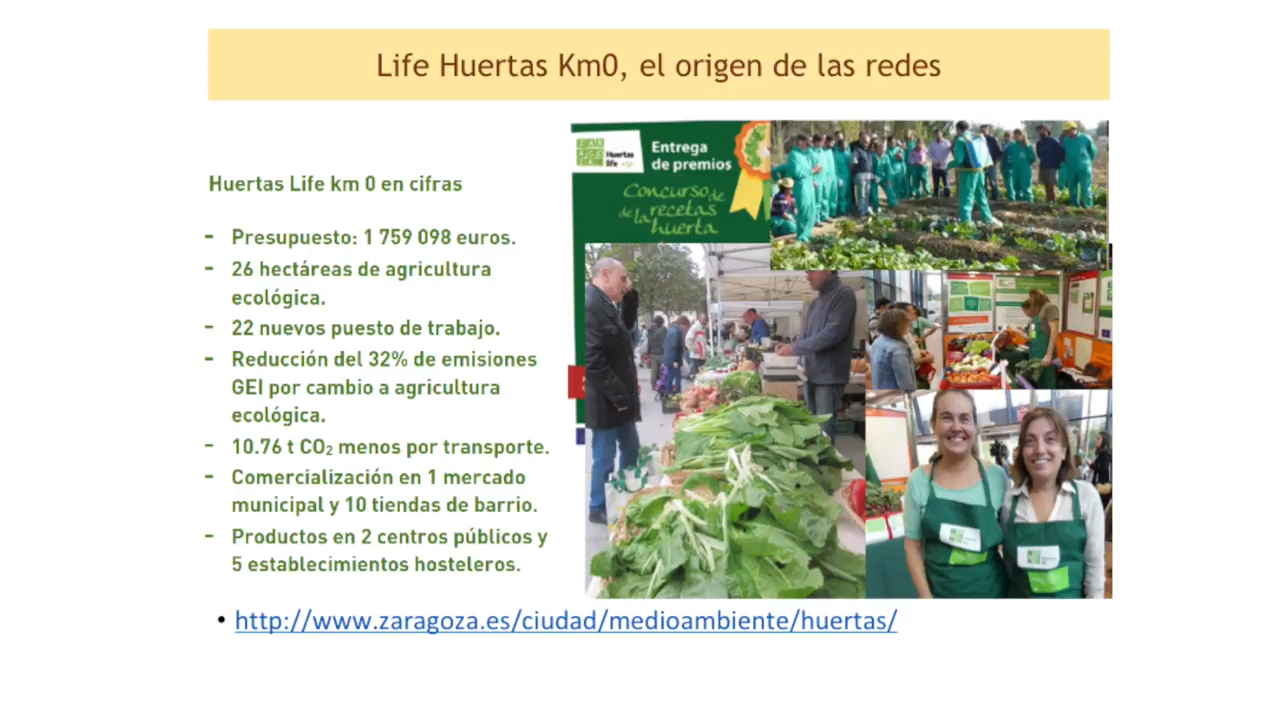 Life Huertas Km0, el origen de las redes
Huertas Life km 0 en cifras
- Presupuesto: 1 759 098 euros.
- 26 hectáreas de agricultura
ecológica.
- 22 nuevos puesto de trabajo.
- Reducción del 32% de emisiones
GEI por cambio a agricultura
ecológica.
- 10.76 t CO₂ menos por transporte.
- Comercialización en 1 mercado
municipal y 10 tiendas de barrio.
- Productos en 2 centros públicos y
5 establecimientos hosteleros.
Huertas
life
Entrega
de premios
Concurso de
recetas
de la huerta
• http://www.zaragoza.es/ciudad/medioambiente/huertas/